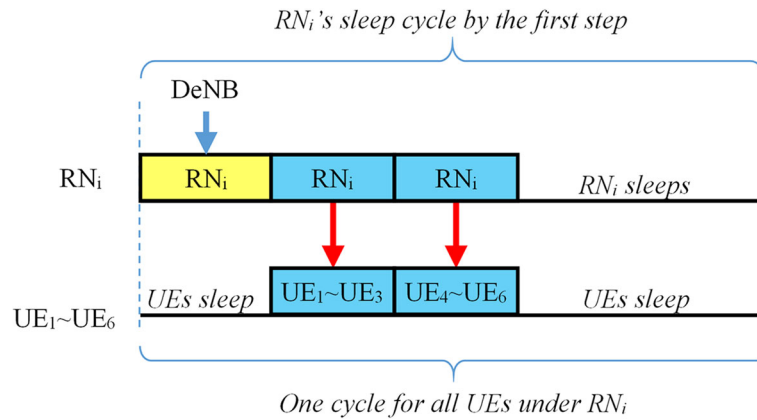 RNᵢ's sleep cycle by the first step
DeNB
RNᵢ RNᵢ RNᵢ RNᵢ RNᵢ sleeps
UEs sleep UE₁~UE₃ UE₄~UE₆ UEs sleep
UE₁~UE₆
One cycle for all UEs under RNᵢ